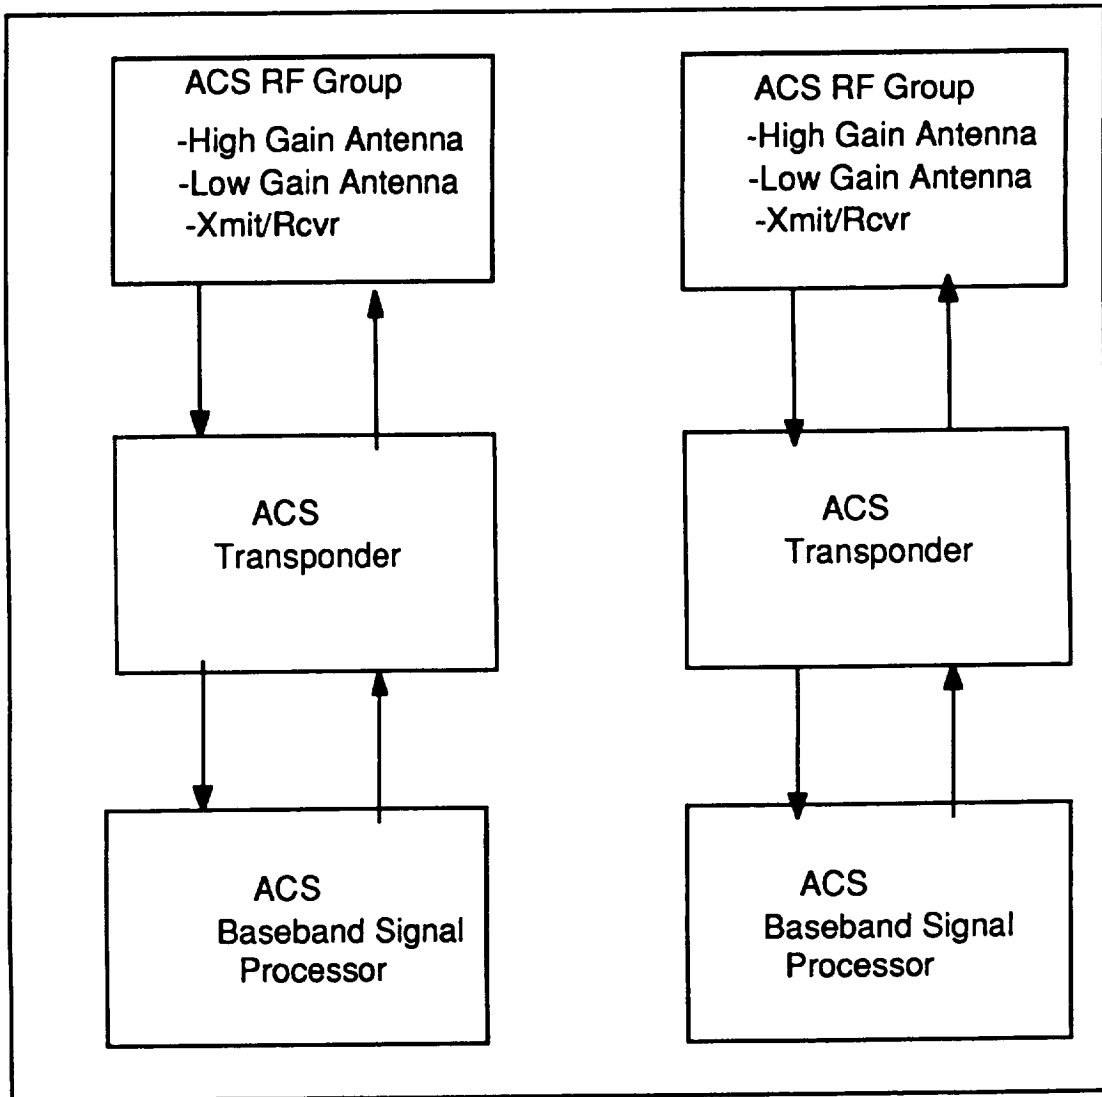 ACS RF Group
-High Gain Antenna
-Low Gain Antenna
-Xmit/Rcvr
ACS
Transponder
ACS
Baseband Signal
Processor
ACS RF Group
-High Gain Antenna
-Low Gain Antenna
-Xmit/Rcvr
ACS
Transponder
ACS
Baseband Signal
Processor